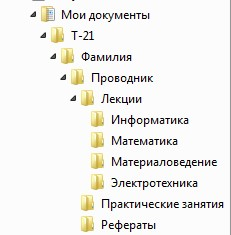 Мои документы
Т-21
Фамилия
Проводник
Лекции
Информатика
Математика
Материаловедение
Электротехника
Практические занятия
Рефераты